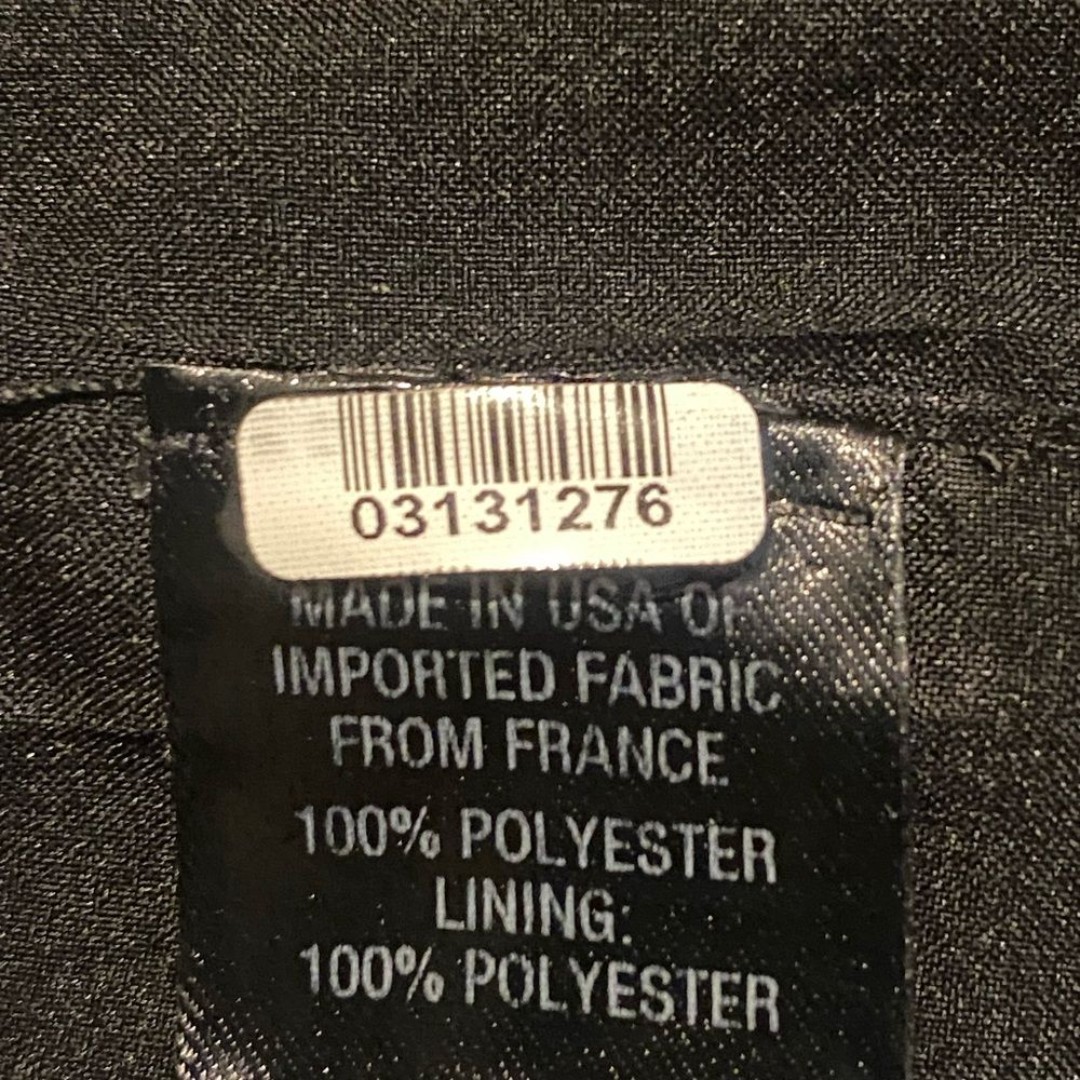 03131276
MADE IN USA OF
IMPORTED FABRIC
FROM FRANCE
100% POLYESTER
LINING:
100% POLYESTER